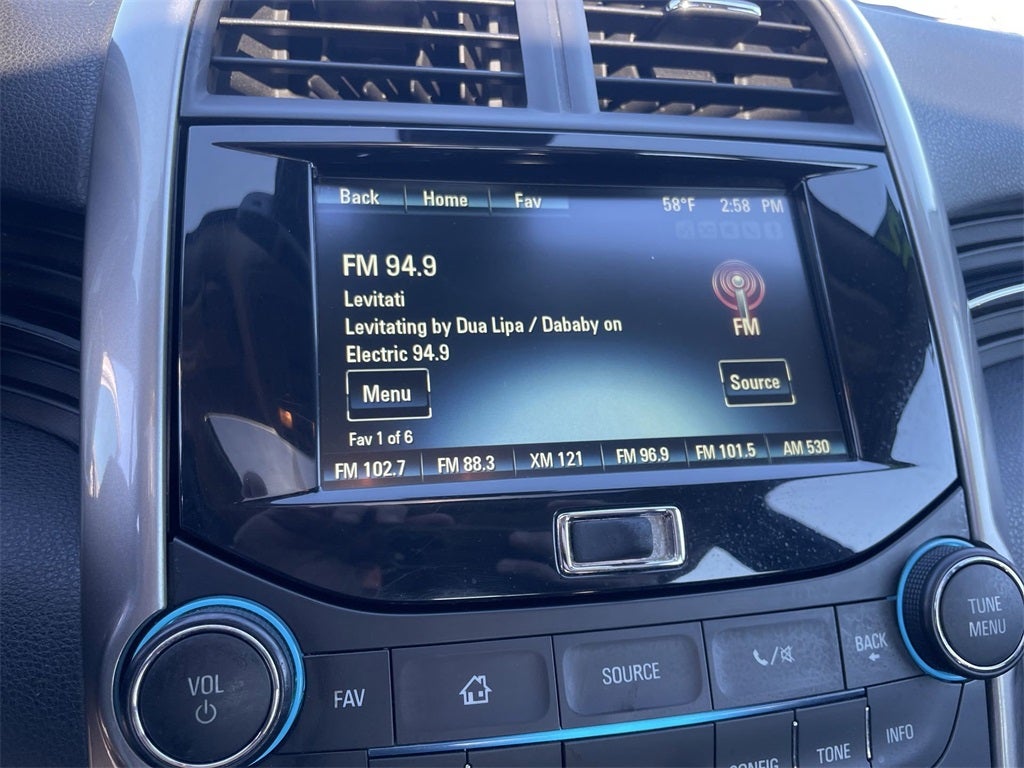 Back Home Fav 58°F 2:58 PM
FM 94.9
Levitati
Levitating by Dua Lipa / Dababy on
Electric 94.9
FM
Menu
Source
Fav 1 of 6
FM 102.7 FM 88.3 XM 121 FM 96.9 FM 101.5 AM 530
VOL
FAV
SOURCE
BACK
TUNE
MENU
CONFIG
TONE
INFO